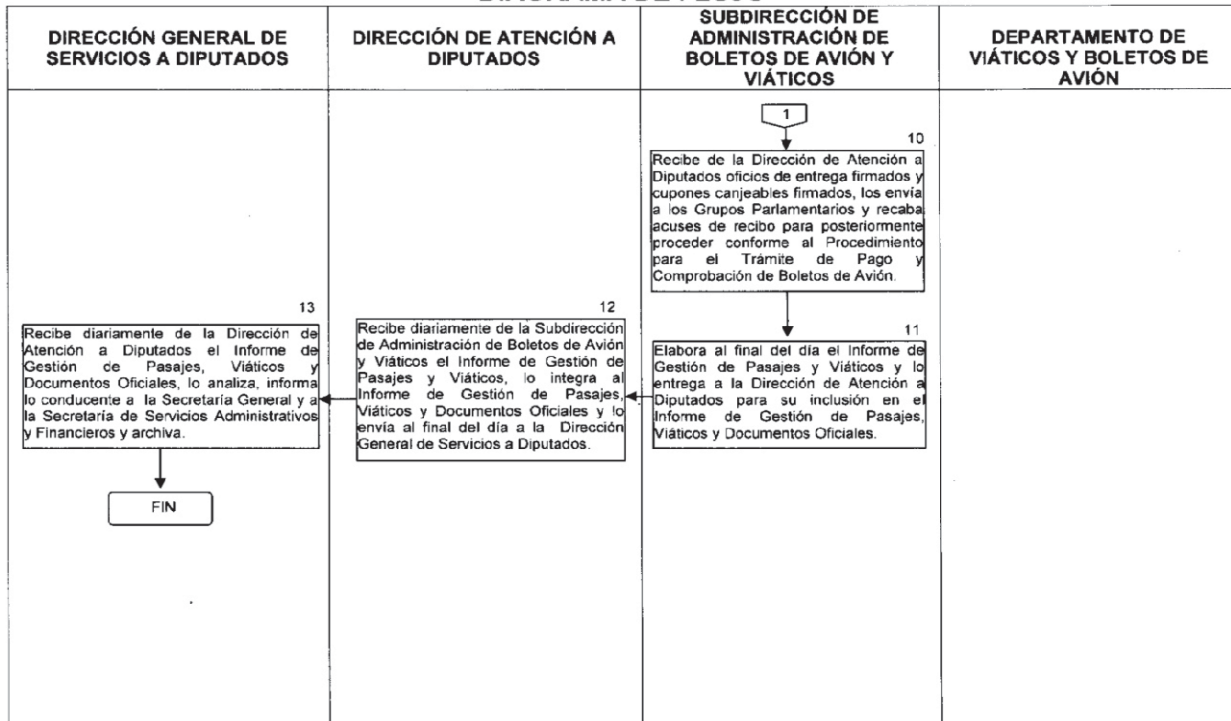 DIRECCIÓN GENERAL DE
SERVICIOS A DIPUTADOS
DIRECCIÓN DE ATENCIÓN A
DIPUTADOS
SUBDIRECCIÓN DE
ADMINISTRACIÓN DE
BOLETOS DE AVIÓN Y
VIÁTICOS
DEPARTAMENTO DE
VIÁTICOS Y BOLETOS DE
AVIÓN
1
10
Recibe de la Dirección de Atención a
Diputados oficios de entrega firmados y
cupones canjeables firmados, los envía
a los Grupos Parlamentarios y recaba
acuses de recibo para posteriormente
proceder conforme al Procedimiento
para el Trámite de Pago y
Comprobación de Boletos de Avión.
11
Elabora al final del día el Informe de
Gestión de Pasajes y Viáticos y lo
entrega a la Dirección de Atención a
Diputados para su inclusión en el
Informe de Gestión de Pasajes,
Viáticos y Documentos Oficiales.
12
Recibe diariamente de la Subdirección
de Administración de Boletos de Avión
y Viáticos el Informe de Gestión de
Pasajes y Viáticos, lo integra al
Informe de Gestión de Pasajes,
Viáticos y Documentos Oficiales y lo
envía al final del día a la Dirección
General de Servicios a Diputados.
13
Recibe diariamente de la Dirección de
Atención a Diputados el Informe de
Gestión de Pasajes, Viáticos y
Documentos Oficiales, lo analiza, informa
lo conducente a la Secretaría General y a
la Secretaría de Servicios Administrativos
y Financieros y archiva.
FIN